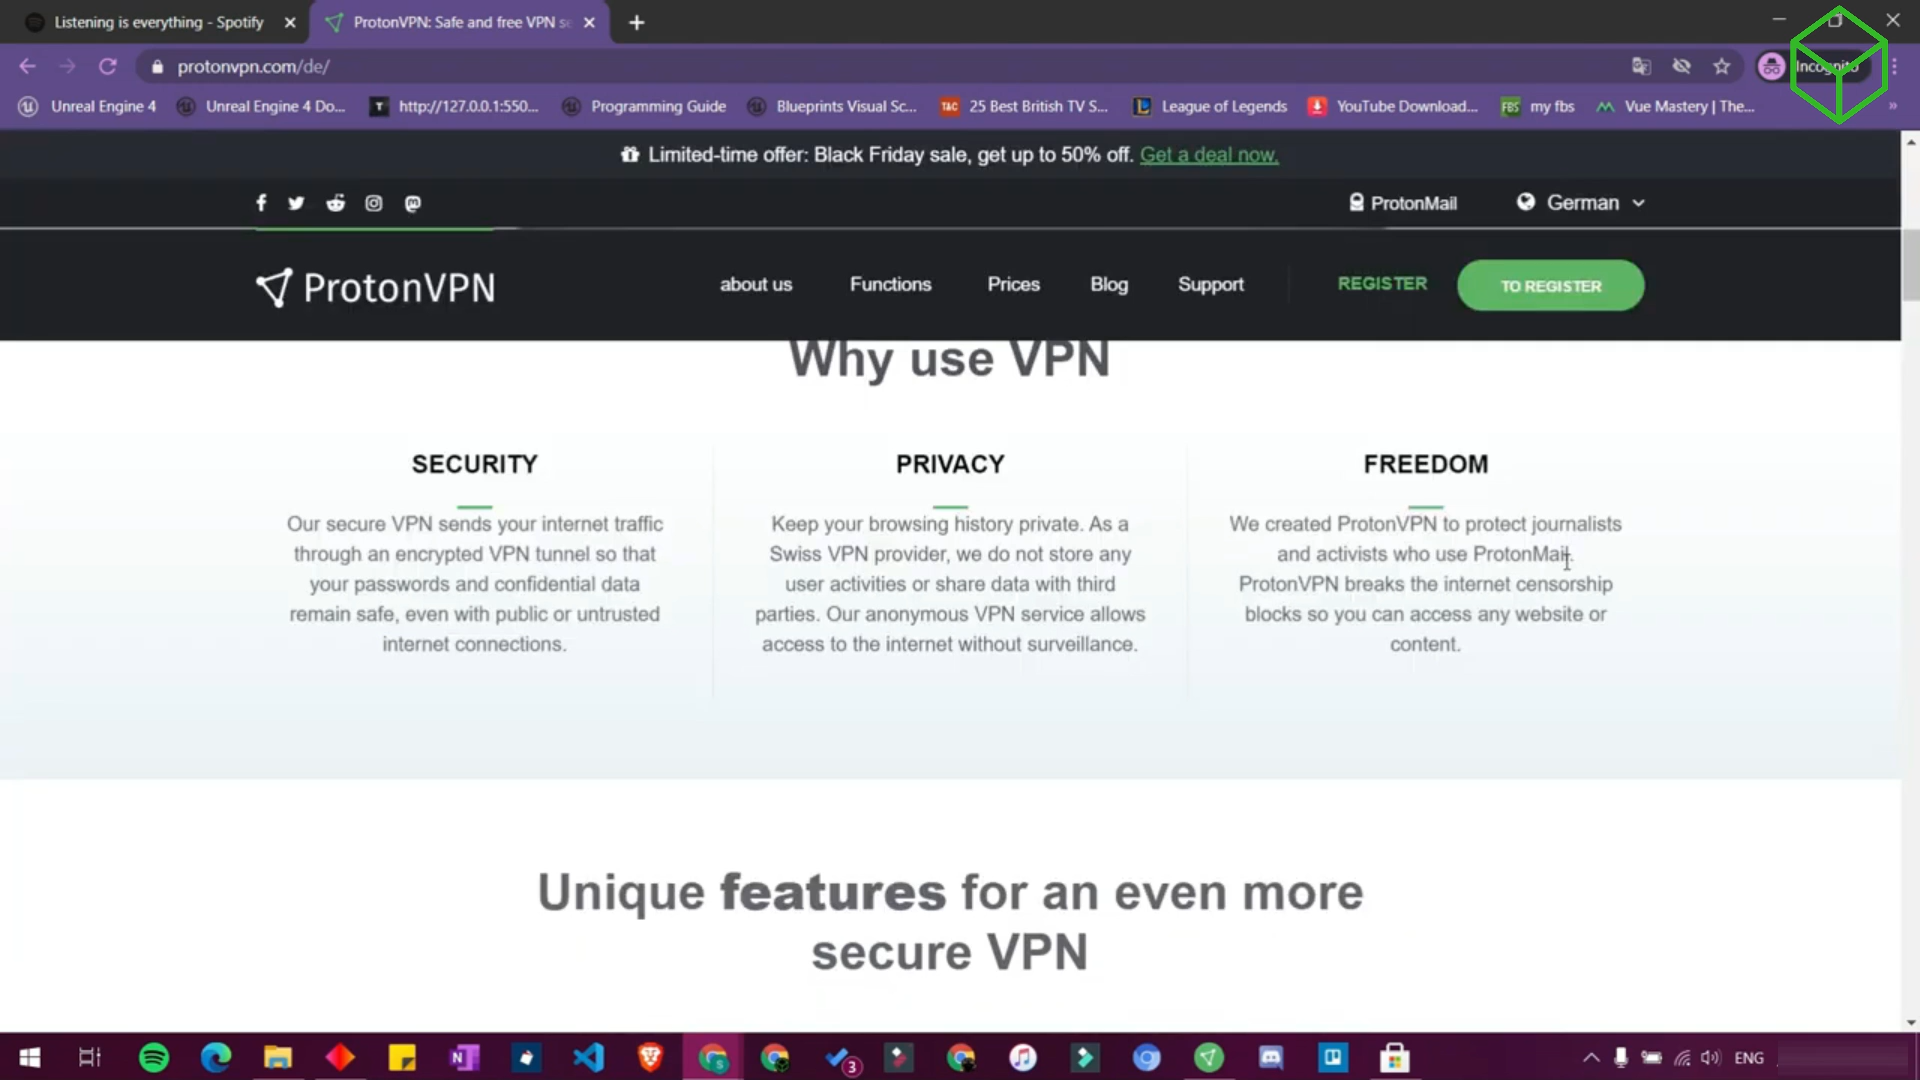 Listening is everything - Spotify
ProtonVPN: Safe and free VPN se
protonvpn.com/de/
Incognito
Unreal Engine 4
Unreal Engine 4 Do...
http://127.0.0.1:550...
Programming Guide
Blueprints Visual Sc...
TAC
25 Best British TV S...
League of Legends
YouTube Download...
FBS
my fbs
Vue Mastery | The...
»
Limited-time offer: Black Friday sale, get up to 50% off. Get a deal now.
ProtonMail
German
ProtonVPN
about us
Functions
Prices
Blog
Support
REGISTER
TO REGISTER
Why use VPN
SECURITY
Our secure VPN sends your internet traffic
through an encrypted VPN tunnel so that
your passwords and confidential data
remain safe, even with public or untrusted
internet connections.
PRIVACY
Keep your browsing history private. As a
Swiss VPN provider, we do not store any
user activities or share data with third
parties. Our anonymous VPN service allows
access to the internet without surveillance.
FREEDOM
We created ProtonVPN to protect journalists
and activists who use ProtonMail.
ProtonVPN breaks the internet censorship
blocks so you can access any website or
content.
Unique features for an even more
secure VPN
3
ENG